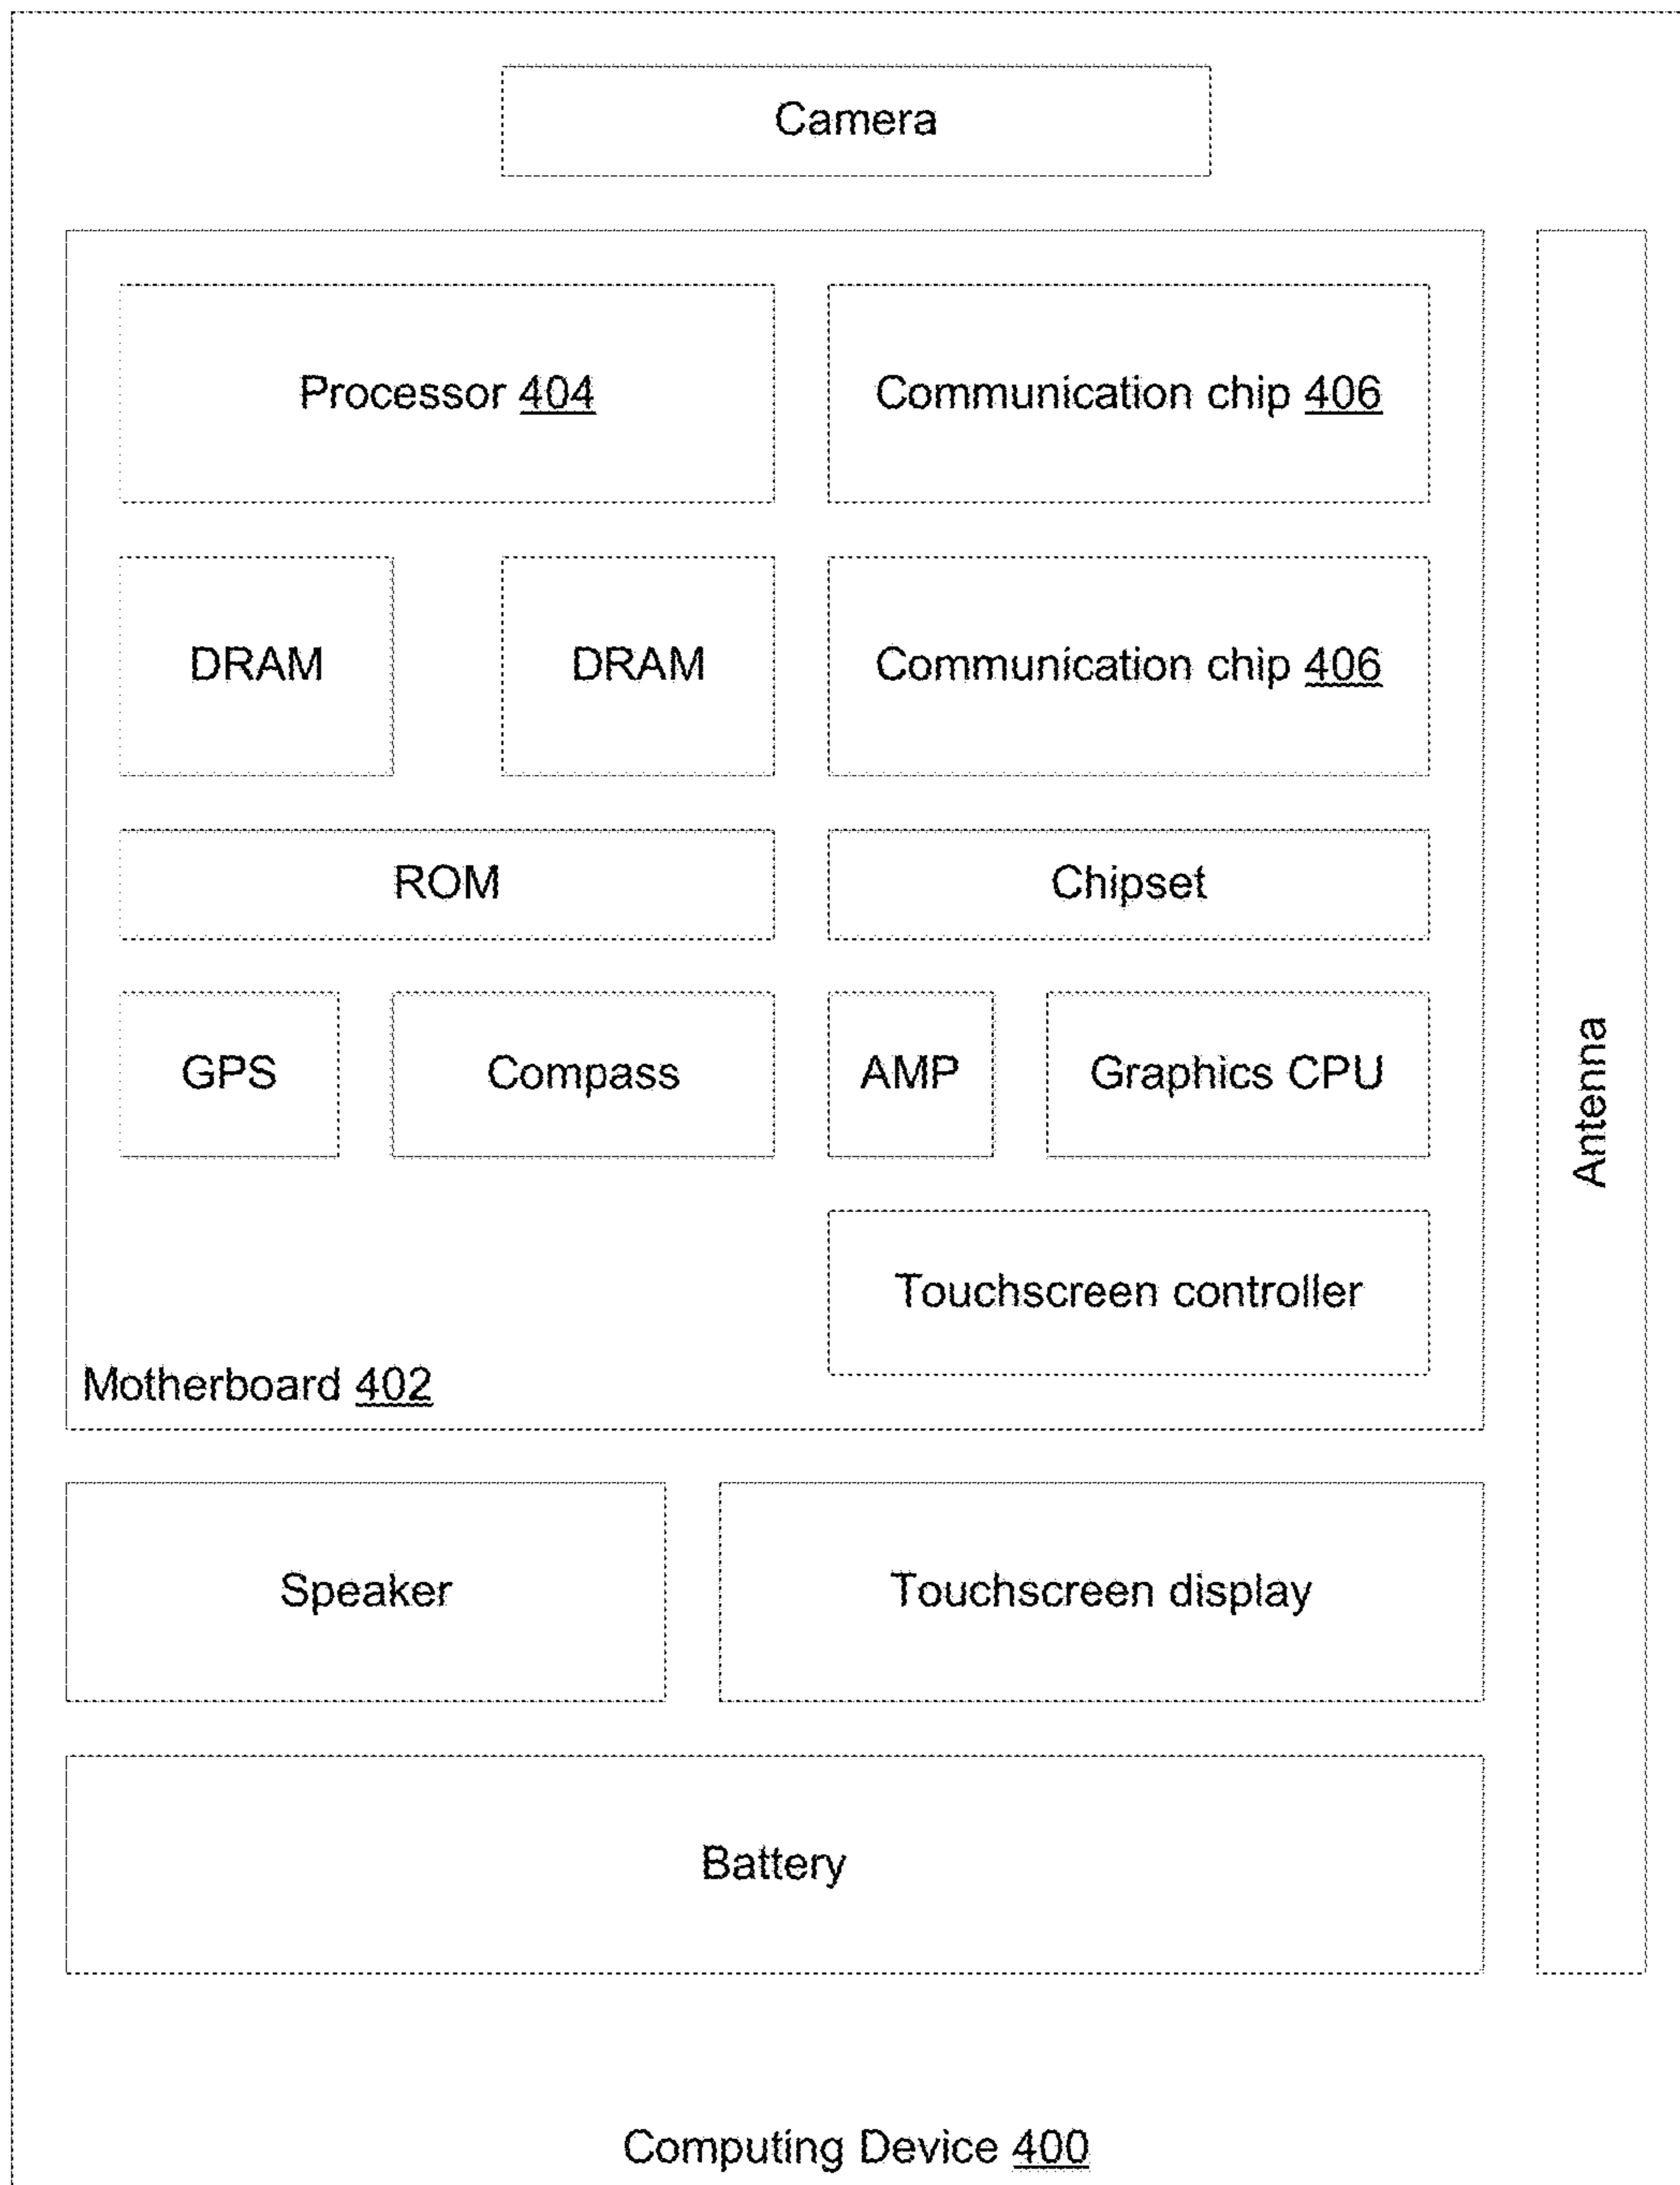 Camera
Processor 404
Communication chip 406
DRAM
DRAM
Communication chip 406
ROM
Chipset
GPS
Compass
AMP
Graphics CPU
Touchscreen controller
Motherboard 402
Antenna
Speaker
Touchscreen display
Battery
Computing Device 400